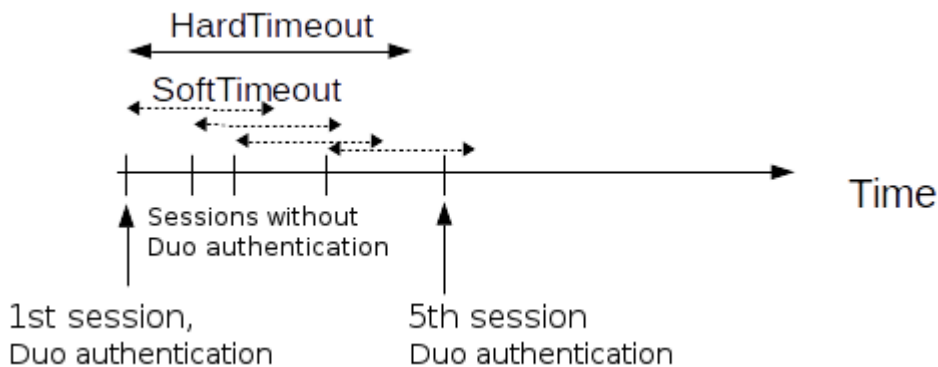 HardTimeout
SoftTimeout
Time
Sessions without
Duo authentication
1st session,
Duo authentication
5th session
Duo authentication